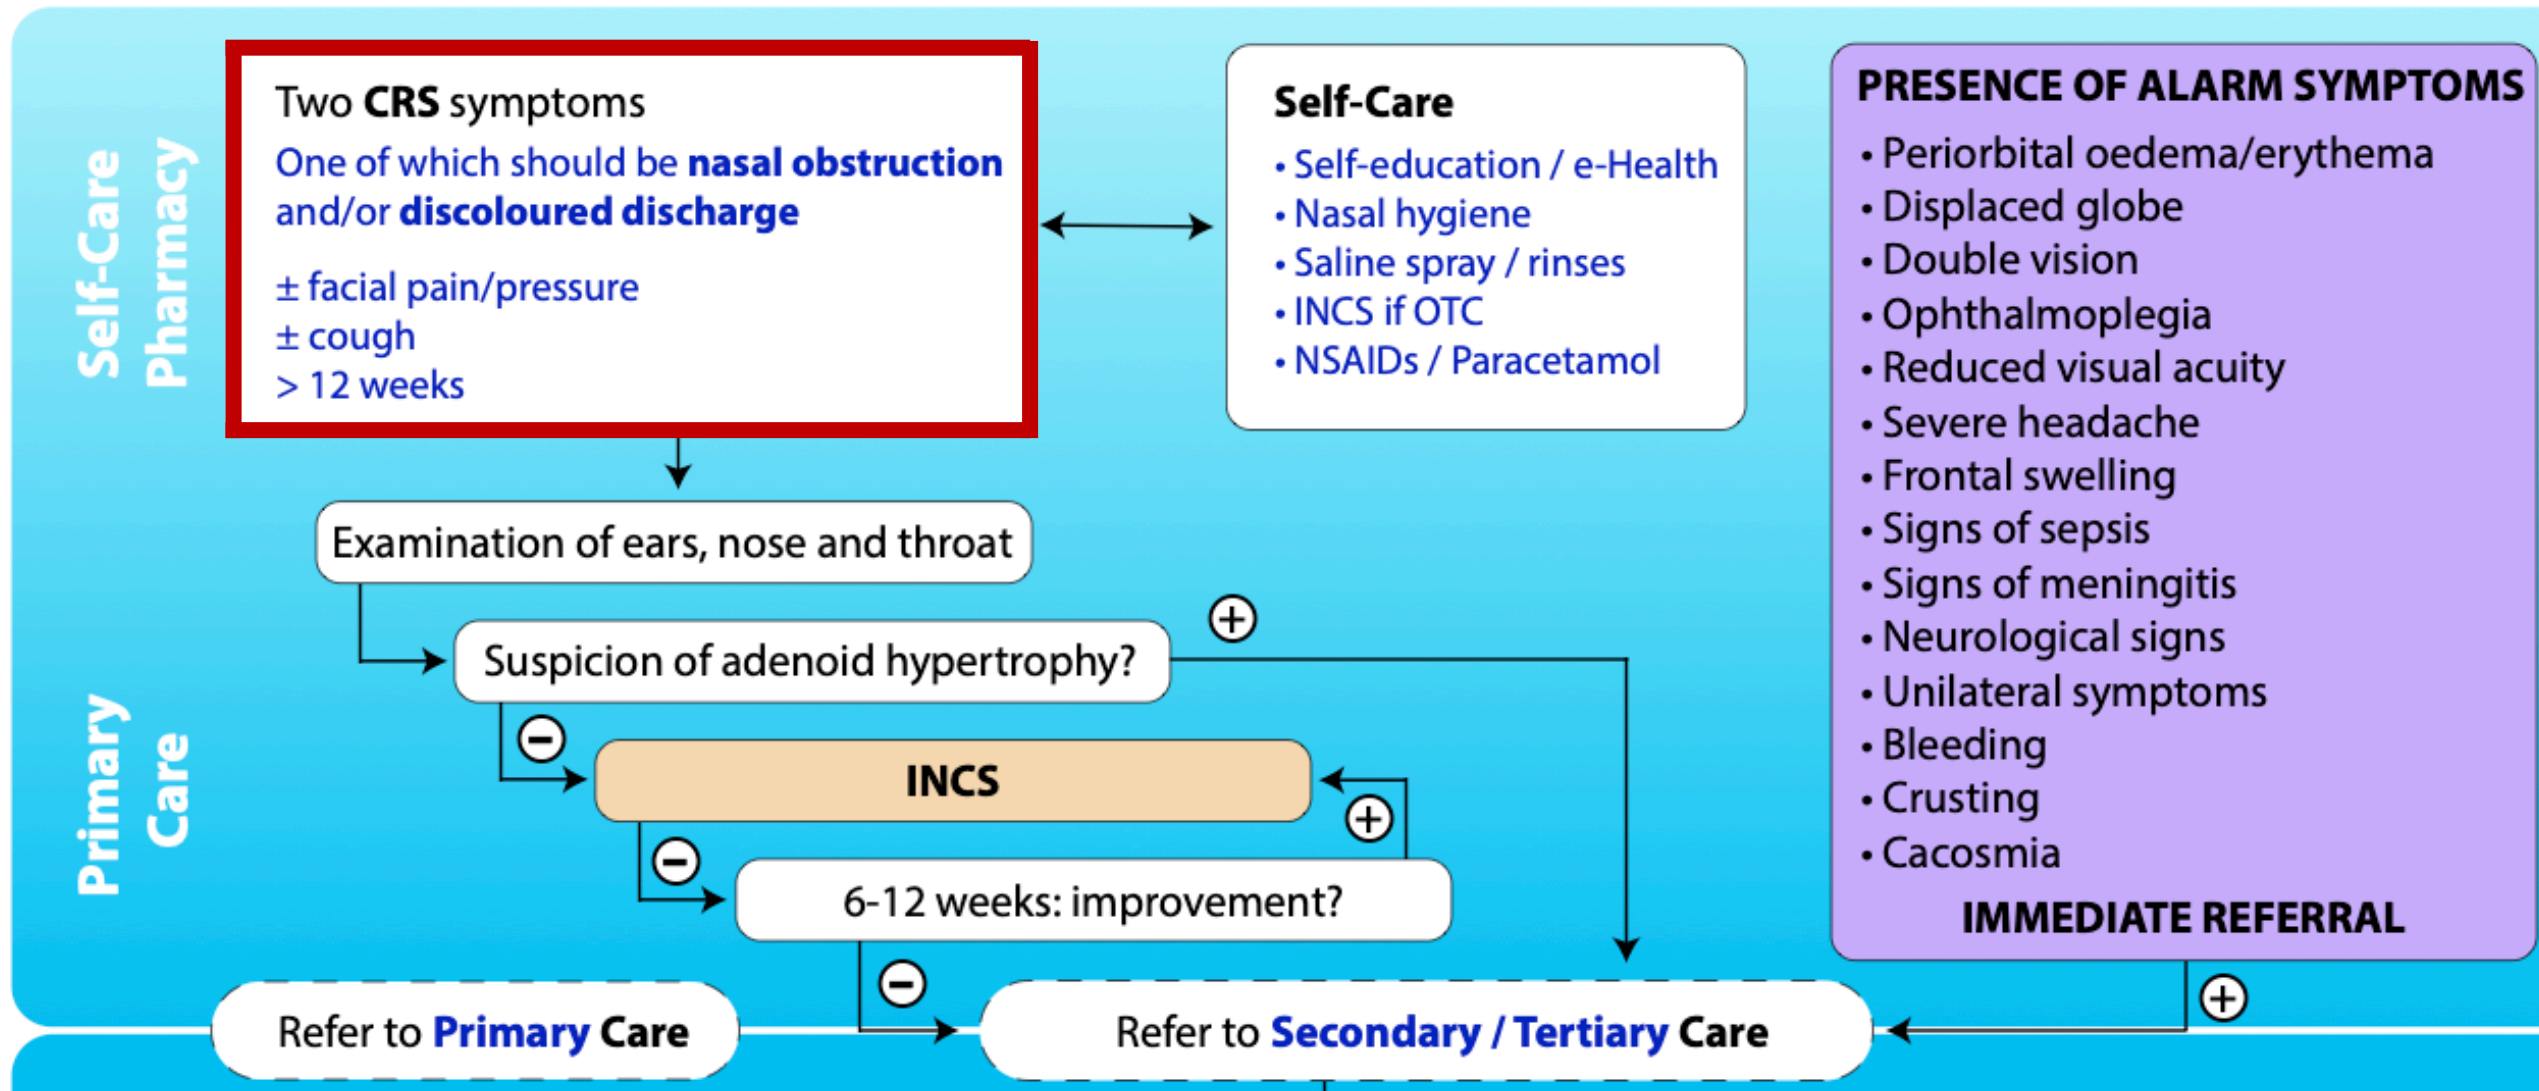 Self-Care
Pharmacy
Two CRS symptoms
One of which should be nasal obstruction
and/or discoloured discharge
± facial pain/pressure
± cough
> 12 weeks
Self-Care
• Self-education / e-Health
• Nasal hygiene
• Saline spray / rinses
• INCS if OTC
• NSAIDs / Paracetamol
PRESENCE OF ALARM SYMPTOMS
• Periorbital oedema/erythema
• Displaced globe
• Double vision
• Ophthalmoplegia
• Reduced visual acuity
• Severe headache
• Frontal swelling
• Signs of sepsis
• Signs of meningitis
• Neurological signs
• Unilateral symptoms
• Bleeding
• Crusting
• Cacosmia
IMMEDIATE REFERRAL
+
Primary
Care
Examination of ears, nose and throat
Suspicion of adenoid hypertrophy?
+
−
INCS
−
+
6-12 weeks: improvement?
−
Refer to Primary Care
Refer to Secondary / Tertiary Care